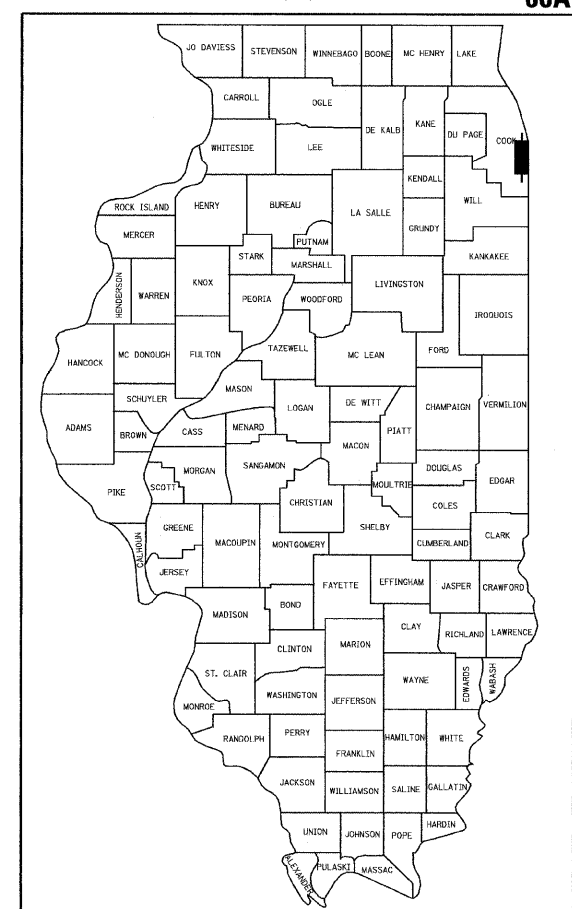 60A
JO DAVIESS STEVENSON WINNEBAGO BOONE MC HENRY LAKE
CARROLL OGLE DE KALB KANE DU PAGE COOK
WHITESIDE LEE
KENDALL
ROCK ISLAND HENRY BUREAU LA SALLE WILL
MERCER PUTNAM GRUNDY
STARK MARSHALL KANKAKEE
HENDERSON WARREN KNOX PEORIA WOODFORD LIVINGSTON IROQUOIS
HANCOCK MC DONOUGH FULTON TAZEWELL MC LEAN FORD
SCHUYLER MASON LOGAN DE WITT CHAMPAIGN VERMILION
ADAMS BROWN CASS MENARD MACON PIATT
PIKE SCOTT MORGAN SANGAMON MOULTRIE DOUGLAS EDGAR
CHRISTIAN COLES
GREENE MACOUPIN MONTGOMERY SHELBY CUMBERLAND CLARK
CALHOUN JERSEY FAYETTE EFFINGHAM JASPER CRAWFORD
MADISON BOND CLAY RICHLAND LAWRENCE
CLINTON MARION
ST. CLAIR WASHINGTON JEFFERSON WAYNE EDWARDS WABASH
MONROE
RANDOLPH PERRY FRANKLIN HAMILTON WHITE
JACKSON WILLIAMSON SALINE GALLATIN
UNION JOHNSON POPE HARDIN
ALEXANDER PULASKI MASSAC